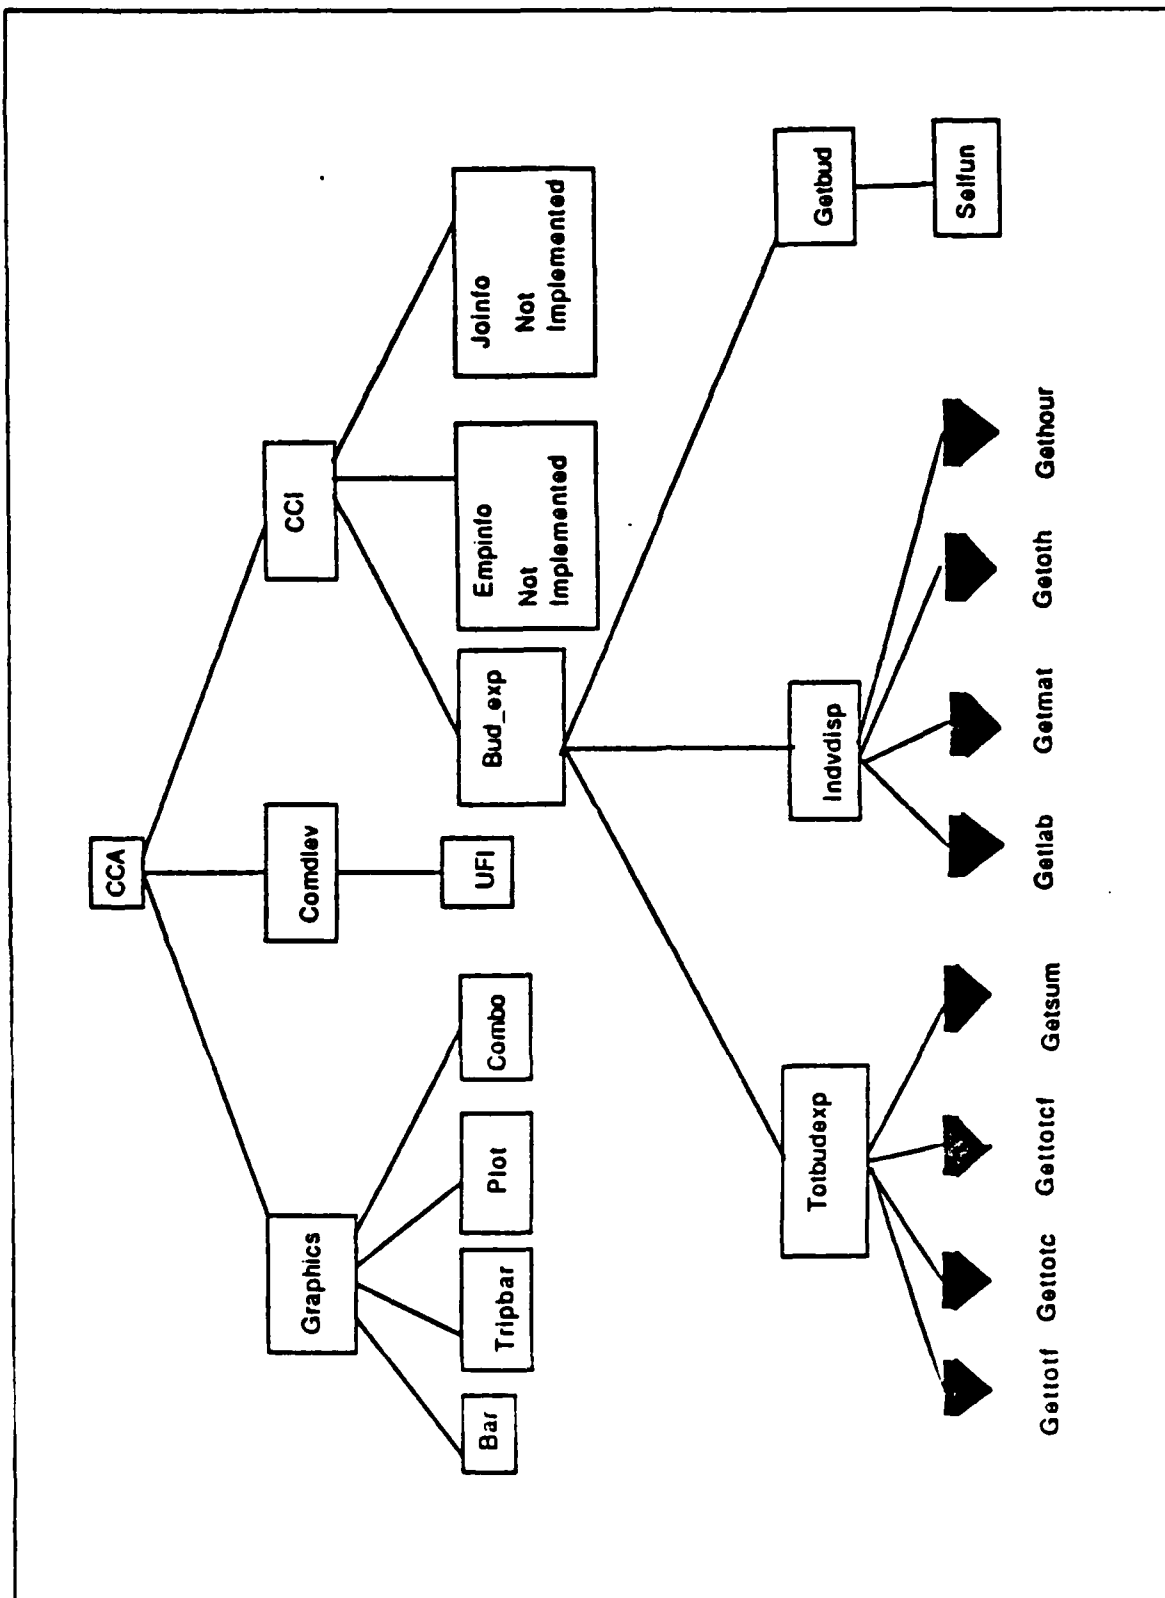 CCA
Graphics
Comdlev
CCI
Bar
Tripbar
Plot
Combo
UFI
Bud_exp
Empinfo
Not
Implemented
Joinfo
Not
Implemented
Totbudexp
Indvdisp
Getbud
Gettotf
Gettotc
Gettotcf
Getsum
Getlab
Getmat
Getoth
Gethour
Selfun